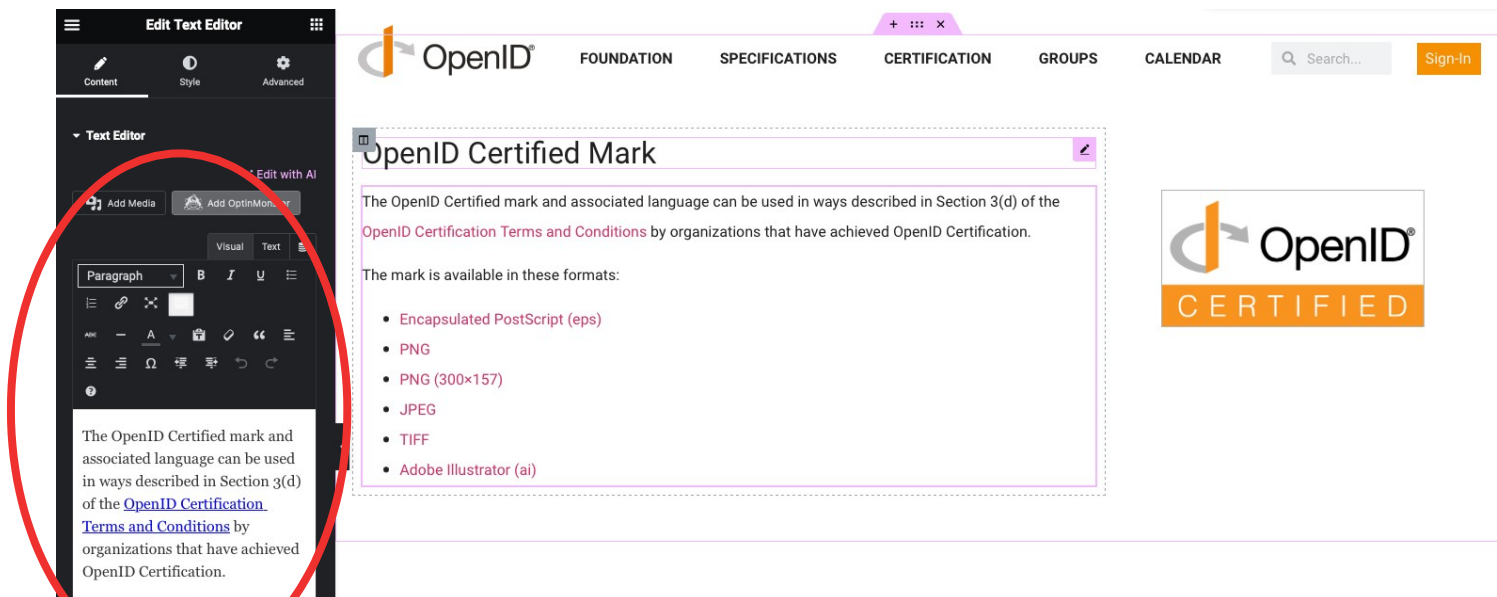 Edit Text Editor
Content
Style
Advanced
Text Editor
Edit with AI
Add Media
Add OptinMonster
Visual
Text
Paragraph
B
I
U
ABC
A
Ω
The OpenID Certified mark and
associated language can be used
in ways described in Section 3(d)
of the OpenID Certification
Terms and Conditions by
organizations that have achieved
OpenID Certification.
OpenID®
FOUNDATION
SPECIFICATIONS
CERTIFICATION
GROUPS
CALENDAR
Search...
Sign-In
OpenID Certified Mark
The OpenID Certified mark and associated language can be used in ways described in Section 3(d) of the
OpenID Certification Terms and Conditions by organizations that have achieved OpenID Certification.
The mark is available in these formats:
Encapsulated PostScript (eps)
PNG
PNG (300×157)
JPEG
TIFF
Adobe Illustrator (ai)
OpenID®
CERTIFIED